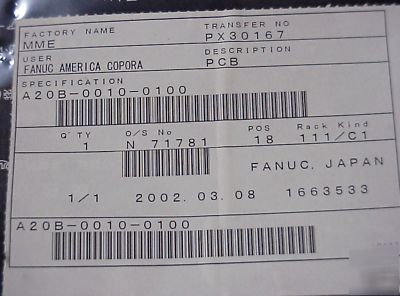 FACTORY NAME TRANSFER NO
MME PX30167
USER DESCRIPTION
FANUC AMERICA COPORA PCB
SPECIFICATION
A20B-0010-0100
Q'TY O/S No POS Rack Kind
1 N 71781 18 111/C1
FANUC, JAPAN
1/1 2002. 03. 08 1663533
A20B-0010-0100